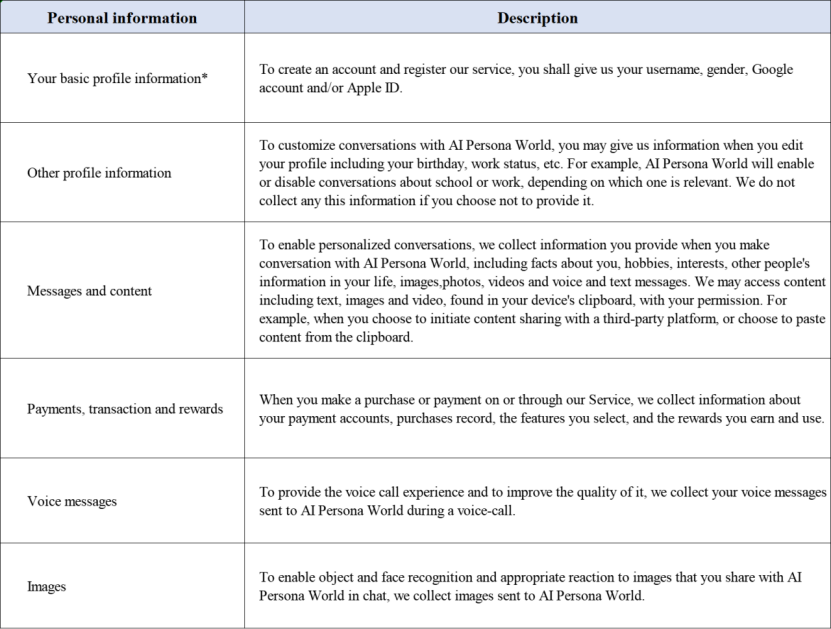 Personal information
Description
Your basic profile information*
To create an account and register our service, you shall give us your username, gender, Google
account and/or Apple ID.
Other profile information
To customize conversations with AI Persona World, you may give us information when you edit
your profile including your birthday, work status, etc. For example, AI Persona World will enable
or disable conversations about school or work, depending on which one is relevant. We do not
collect any this information if you choose not to provide it.
Messages and content
To enable personalized conversations, we collect information you provide when you make
conversation with AI Persona World, including facts about you, hobbies, interests, other people's
information in your life, images,photos, videos and voice and text messages. We may access content
including text, images and video, found in your device's clipboard, with your permission. For
example, when you choose to initiate content sharing with a third-party platform, or choose to paste
content from the clipboard.
Payments, transaction and rewards
When you make a purchase or payment on or through our Service, we collect information about
your payment accounts, purchases record, the features you select, and the rewards you earn and use.
Voice messages
To provide the voice call experience and to improve the quality of it, we collect your voice messages
sent to AI Persona World during a voice-call.
Images
To enable object and face recognition and appropriate reaction to images that you share with AI
Persona World in chat, we collect images sent to AI Persona World.